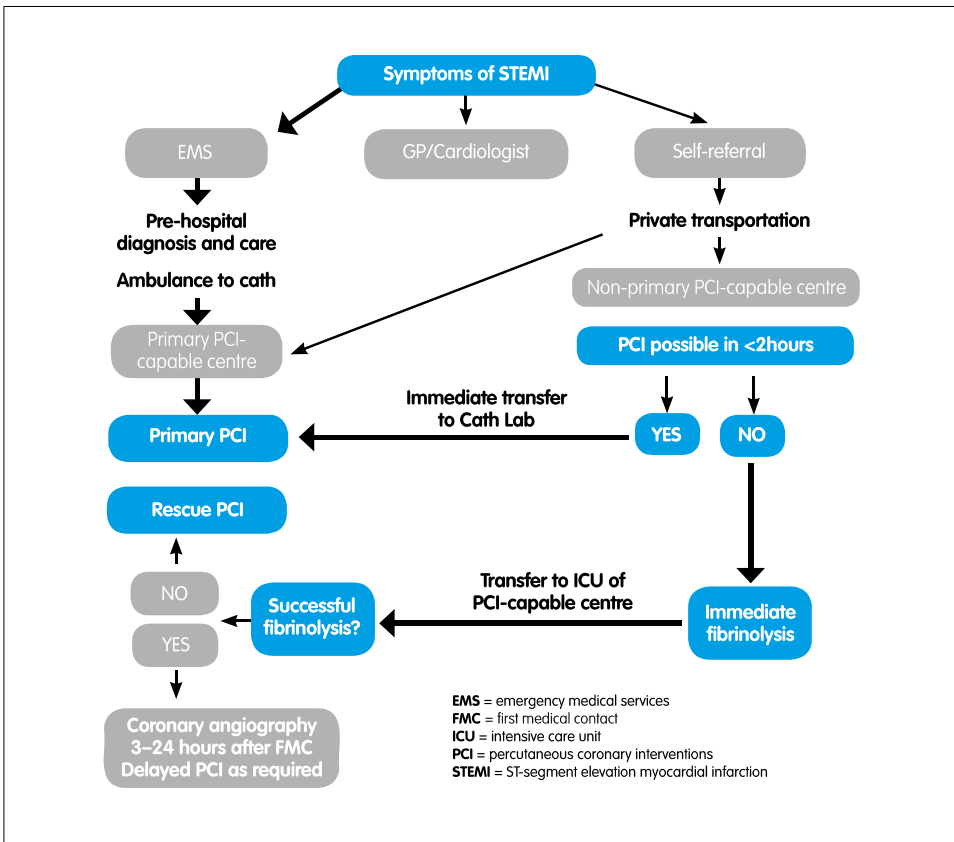 Symptoms of STEMI
EMS
GP/Cardiologist
Self-referral
Pre-hospital
diagnosis and care
Private transportation
Ambulance to cath
Non-primary PCI-capable centre
Primary PCI-
capable centre
PCI possible in <2hours
Immediate transfer
to Cath Lab
Primary PCI
YES
NO
Rescue PCI
NO
YES
Successful
fibrinolysis?
Transfer to ICU of
PCI-capable centre
Immediate
fibrinolysis
Coronary angiography
3–24 hours after FMC
Delayed PCI as required
EMS = emergency medical services
FMC = first medical contact
ICU = intensive care unit
PCI = percutaneous coronary interventions
STEMI = ST-segment elevation myocardial infarction